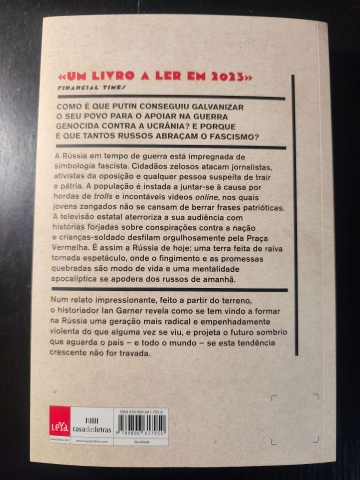 «UM LIVRO A LER EM 2023»
FINANCIAL TIMES
COMO É QUE PUTIN CONSEGUIU GALVANIZAR
O SEU POVO PARA O APOIAR NA GUERRA
GENOCIDA CONTRA A UCRÂNIA? E PORQUE
É QUE TANTOS RUSSOS ABRAÇAM O FASCISMO?
A Rússia em tempo de guerra está impregnada de
simbologia fascista. Cidadãos zelosos atacam jornalistas,
ativistas da oposição e qualquer pessoa suspeita de trair
a pátria. A população é instada a juntar-se à causa por
hordas de trolls e incontáveis vídeos online, nos quais
jovens zangados não se cansam de berrar frases patrióticas.
A televisão estatal aterroriza a sua audiência com
histórias forjadas sobre conspirações contra a nação
e crianças-soldado desfilam orgulhosamente pela Praça
Vermelha. É assim a Rússia de hoje: uma terra feita de raiva
tornada espetáculo, onde o fingimento e as promessas
quebradas são modo de vida e uma mentalidade
apocalíptica se apodera dos russos de amanhã.
Num relato impressionante, feito a partir do terreno,
o historiador Ian Garner revela como se tem vindo a formar
na Rússia uma geração mais radical e empenhadamente
violenta do que alguma vez se viu, e projeta o futuro sombrio
que aguarda o país – e todo o mundo – se esta tendência
crescente não for travada.
LeYa
casadasletras